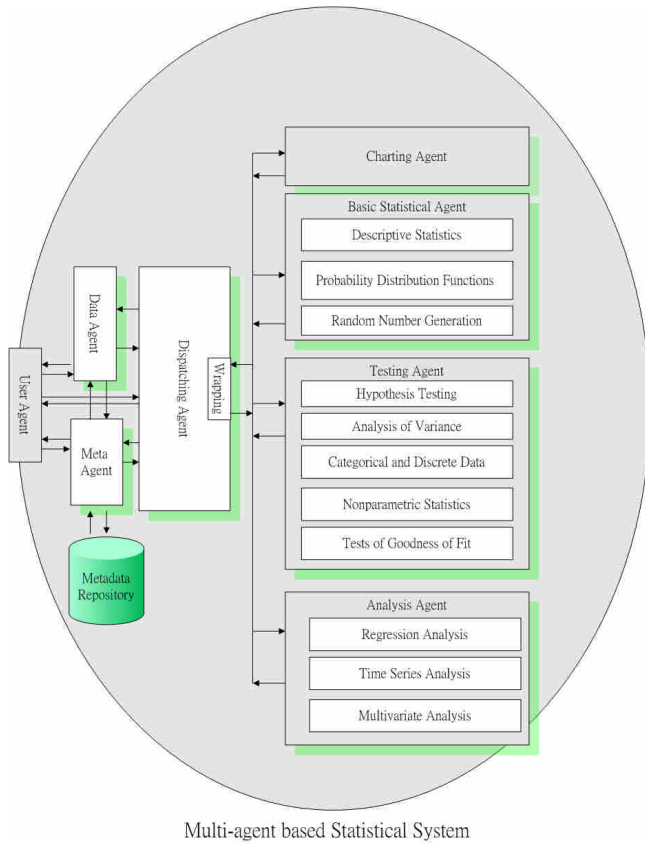 Charting Agent
Basic Statistical Agent
Descriptive Statistics
Probability Distribution Functions
Random Number Generation
Data Agent
Dispatching Agent
Wrapping
User Agent
Meta
Agent
Metadata
Repository
Testing Agent
Hypothesis Testing
Analysis of Variance
Categorical and Discrete Data
Nonparametric Statistics
Tests of Goodness of Fit
Analysis Agent
Regression Analysis
Time Series Analysis
Multivariate Analysis
Multi-agent based Statistical System